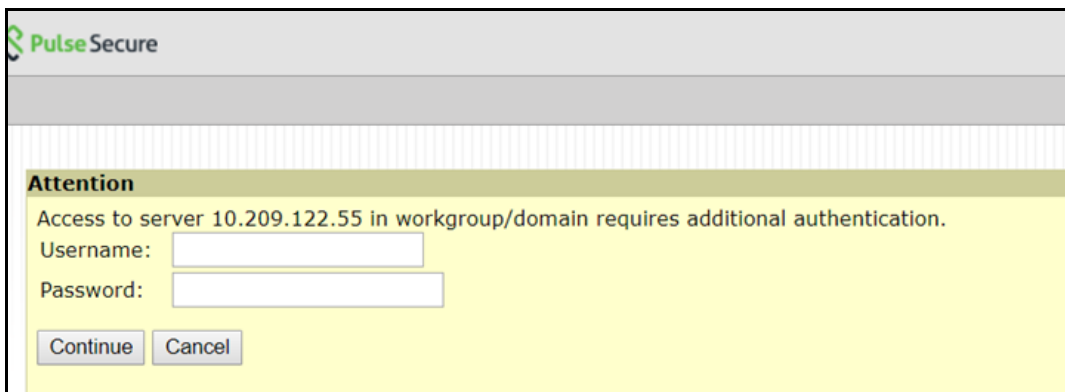 Pulse Secure
Attention
Access to server 10.209.122.55 in workgroup/domain requires additional authentication.
Username:
Password:
Continue Cancel